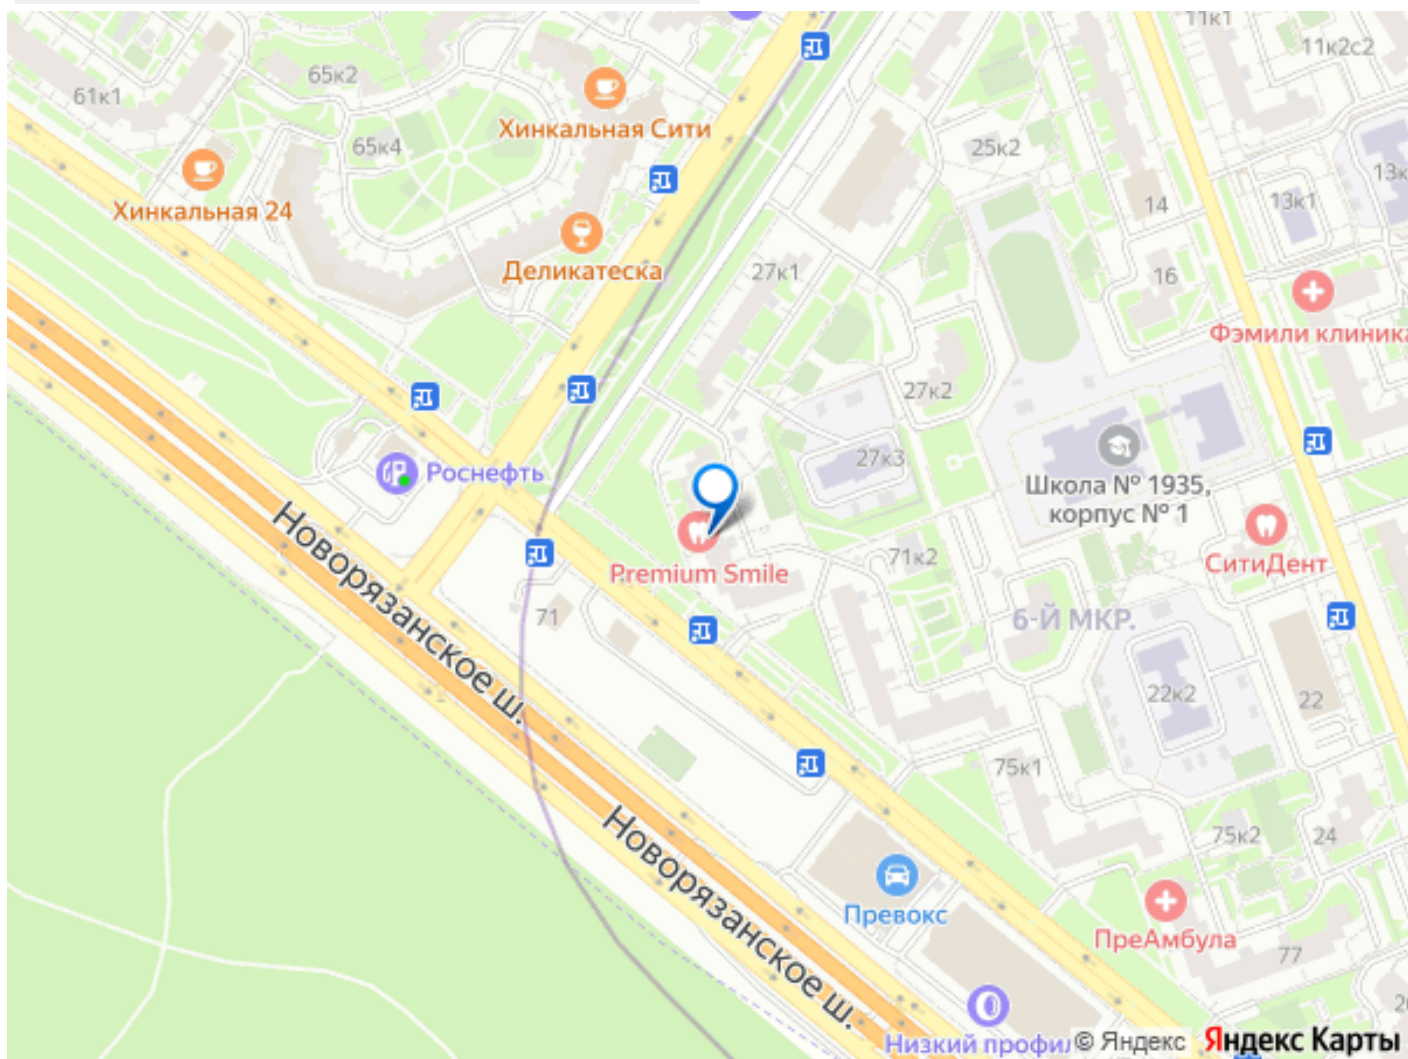 11к1
11к2с2
65к2
61к1
Хинкальная Сити
65к4
25к2
13к1
14
Хинкальная 24
Деликатеска
27к1
16
Фэмили клиника
27к2
27к3
Роснефть
Школа № 1935,
корпус № 1
Новорязанское ш.
71к2
СитиДент
Premium Smile
71
6-Й МКР.
22к2
22
75к1
Новорязанское ш.
75к2
24
Превокс
ПреАмбула
77
Низкий профил
© Яндекс
Яндекс Карты